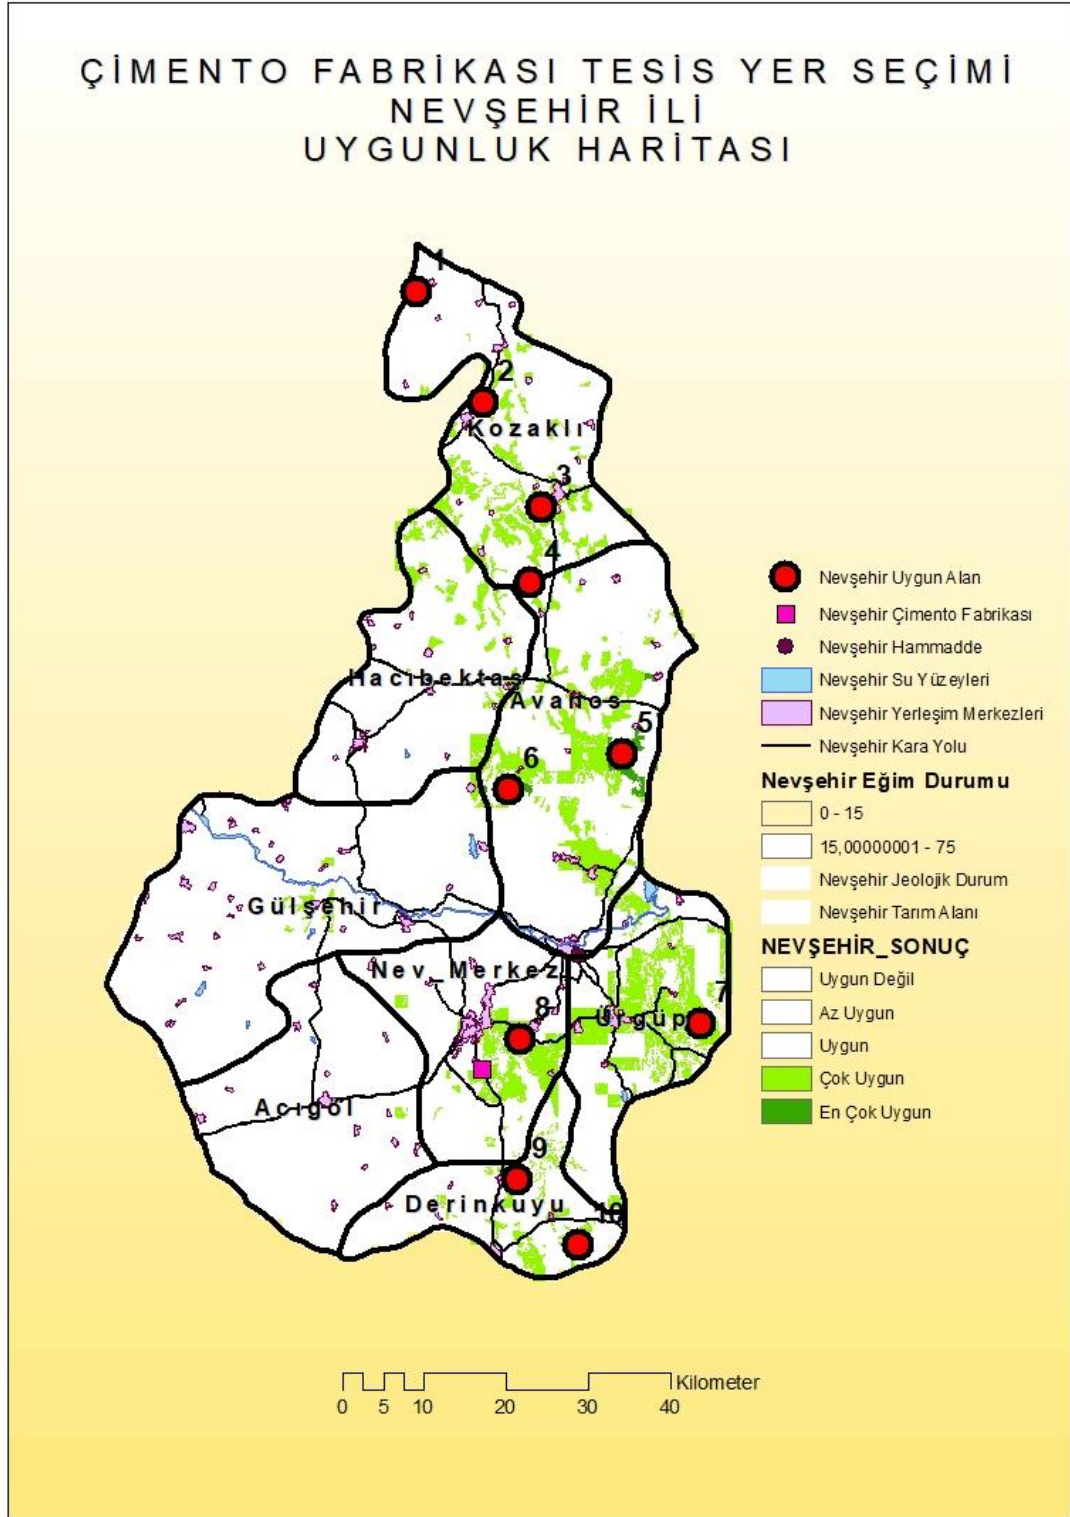 ÇİMENTO FABRİKASI TESİS YER SEÇİMİ
NEVŞEHİR İLİ
UYGUNLUK HARİTASI
1
2
Kozaklı
3
4
Hacıbektaş
Avanos
5
6
Gülşehir
Nev_Merkez
7
Ürgüp
8
Acıgöl
9
Derinkuyu
10
Nevşehir Uygun Alan
Nevşehir Çimento Fabrikası
Nevşehir Hammadde
Nevşehir Su Yüzeyleri
Nevşehir Yerleşim Merkezleri
Nevşehir Kara Yolu
Nevşehir Eğim Durumu
0 - 15
15,00000001 - 75
Nevşehir Jeolojik Durum
Nevşehir Tarım Alanı
NEVŞEHİR_SONUÇ
Uygun Değil
Az Uygun
Uygun
Çok Uygun
En Çok Uygun
Kilometer
0 5 10 20 30 40